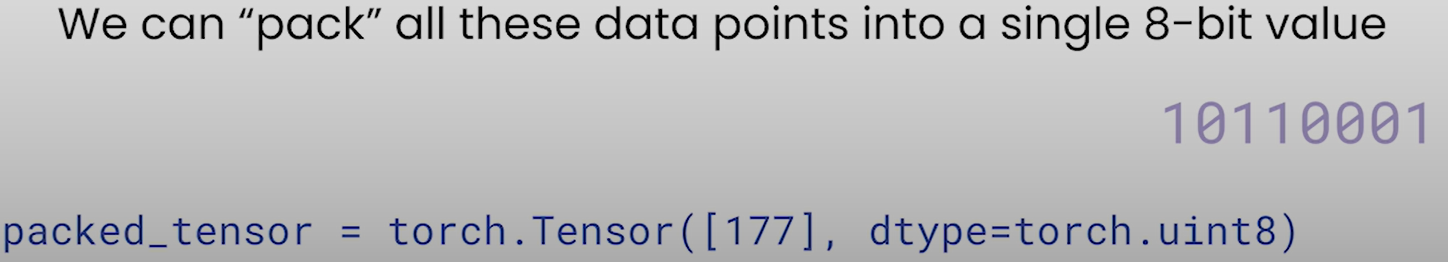 We can “pack” all these data points into a single 8-bit value
10110001
packed_tensor = torch.Tensor([177], dtype=torch.uint8)